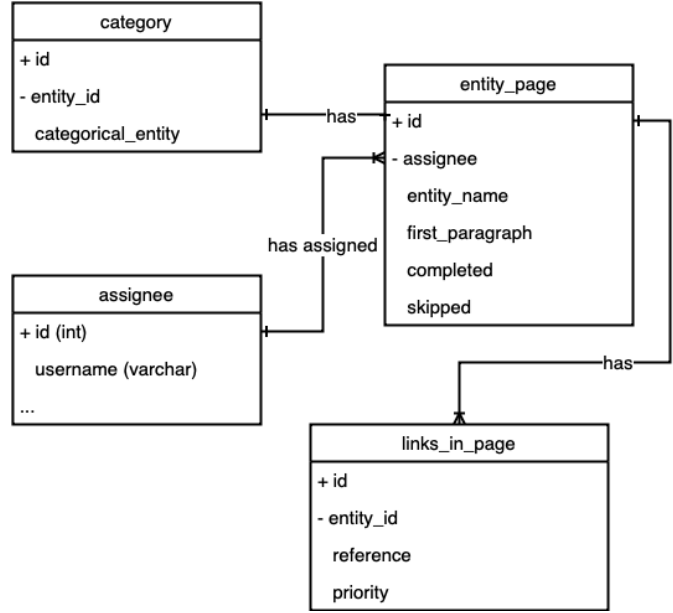 category
+ id
- entity_id
categorical_entity
has
entity_page
+ id
- assignee
entity_name
first_paragraph
completed
skipped
has assigned
assignee
+ id (int)
username (varchar)
...
has
links_in_page
+ id
- entity_id
reference
priority